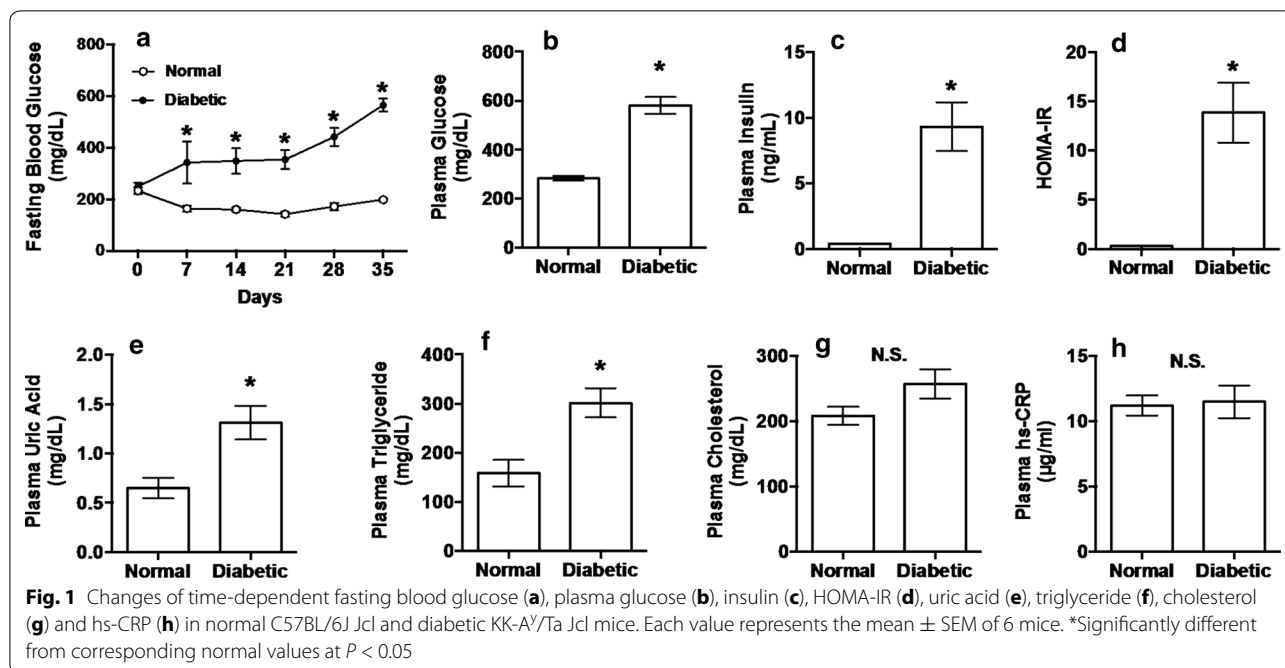 a
Fasting Blood Glucose
(mg/dL)
800
600
400
200
0
Normal
Diabetic
* * * * *
0 7 14 21 28 35
Days
b
Plasma Glucose
(mg/dL)
800
600
400
200
0
*
Normal Diabetic
c
Plasma Insulin
(ng/mL)
15
10
5
0
*
Normal Diabetic
d
HOMA-IR
20
15
10
5
0
*
Normal Diabetic
e
Plasma Uric Acid
(mg/dL)
2.0
1.5
1.0
0.5
0.0
*
Normal Diabetic
f
Plasma Triglyceride
(mg/dL)
400
300
200
100
0
*
Normal Diabetic
g
Plasma Cholesterol
(mg/dL)
300
200
100
0
N.S.
Normal Diabetic
h
Plasma hs-CRP
(µg/ml)
15
10
5
0
N.S.
Normal Diabetic
Fig. 1 Changes of time-dependent fasting blood glucose (a), plasma glucose (b), insulin (c), HOMA-IR (d), uric acid (e), triglyceride (f), cholesterol
(g) and hs-CRP (h) in normal C57BL/6J Jcl and diabetic KK-Aʸ/Ta Jcl mice. Each value represents the mean ± SEM of 6 mice. *Significantly different
from corresponding normal values at P < 0.05